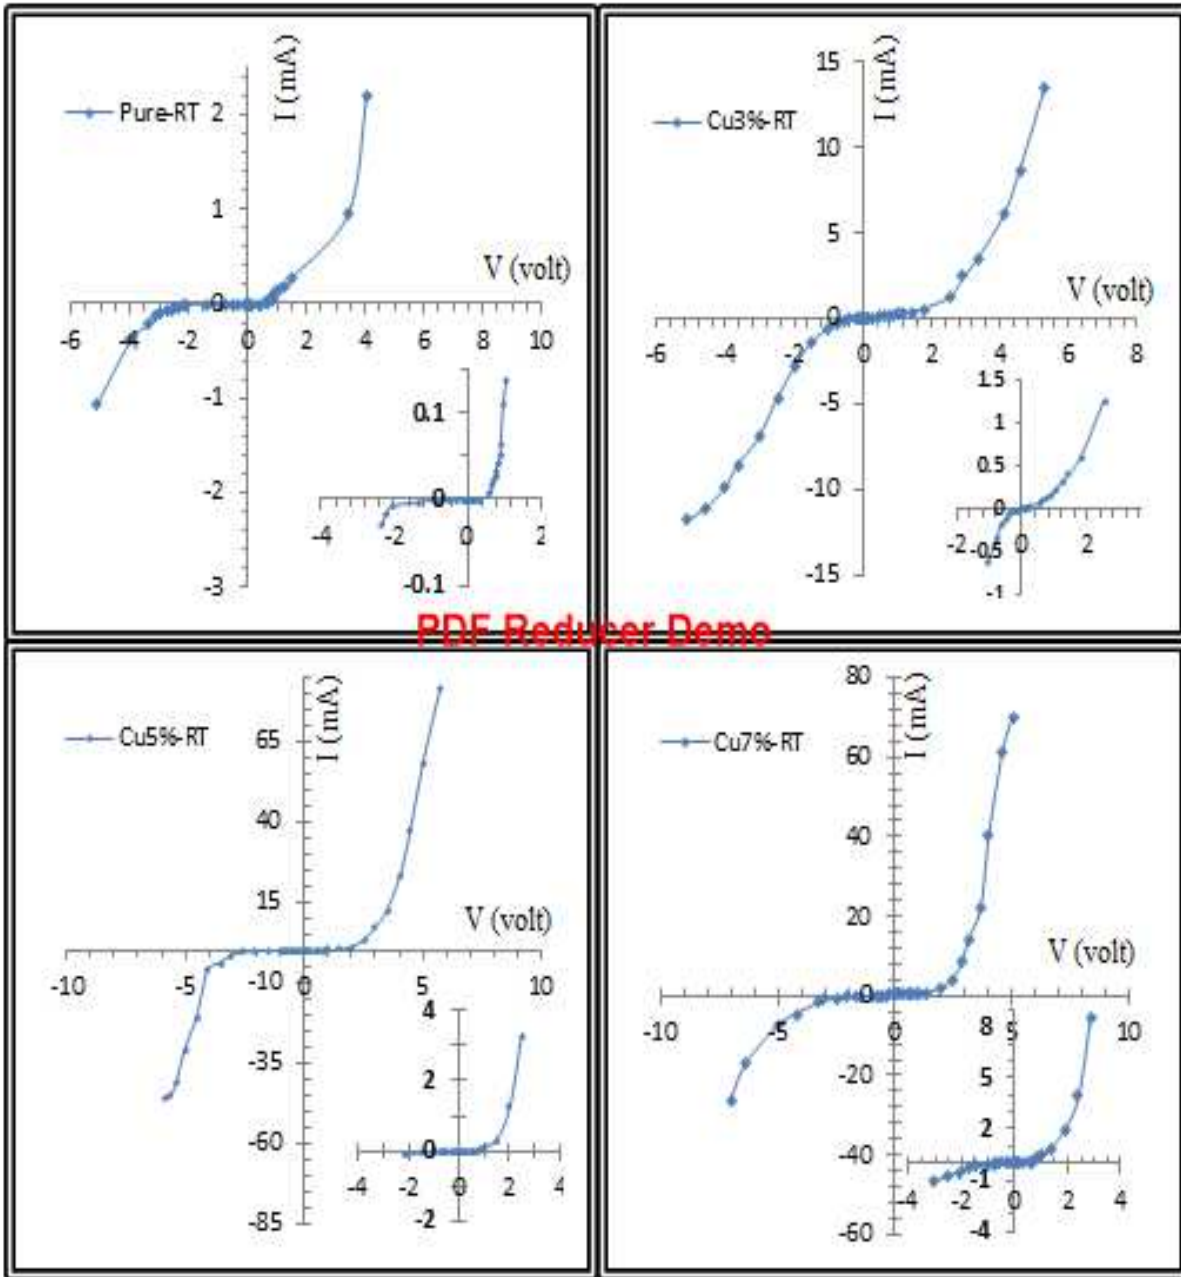 I (mA)
Pure-RT
2
1
V (volt)
0
-6 -4 -2 0 2 4 6 8 10
-1
-2
-3
0.1
0
-4 -2 0 2
-0.1
I (mA)
15
Cu3%-RT
10
5
V (volt)
0
-6 -4 -2 0 2 4 6 8
-5
-10
-15
1.5
1
0.5
0
-2 -0.5 0 2
-1
PDF Reducer Demo
I (mA)
Cu5%-RT
65
40
15
V (volt)
-10 -5 -10 0 5 10
-35
-60
-85
4
2
0
-4 -2 0 2 4
-2
80
I (mA)
Cu7%-RT
60
40
20
V (volt)
0
-10 -5 0 5 10
-20
-40
-60
8
5
2
-1
-4 -2 0 2 4
-4